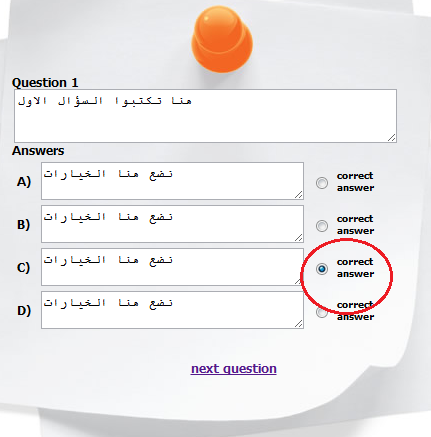 Question 1
هنا تكتبوا السؤال الاول
Answers
A) نضع هنا الخيارات correct answer
B) نضع هنا الخيارات correct answer
C) نضع هنا الخيارات correct answer
D) نضع هنا الخيارات correct answer
next question